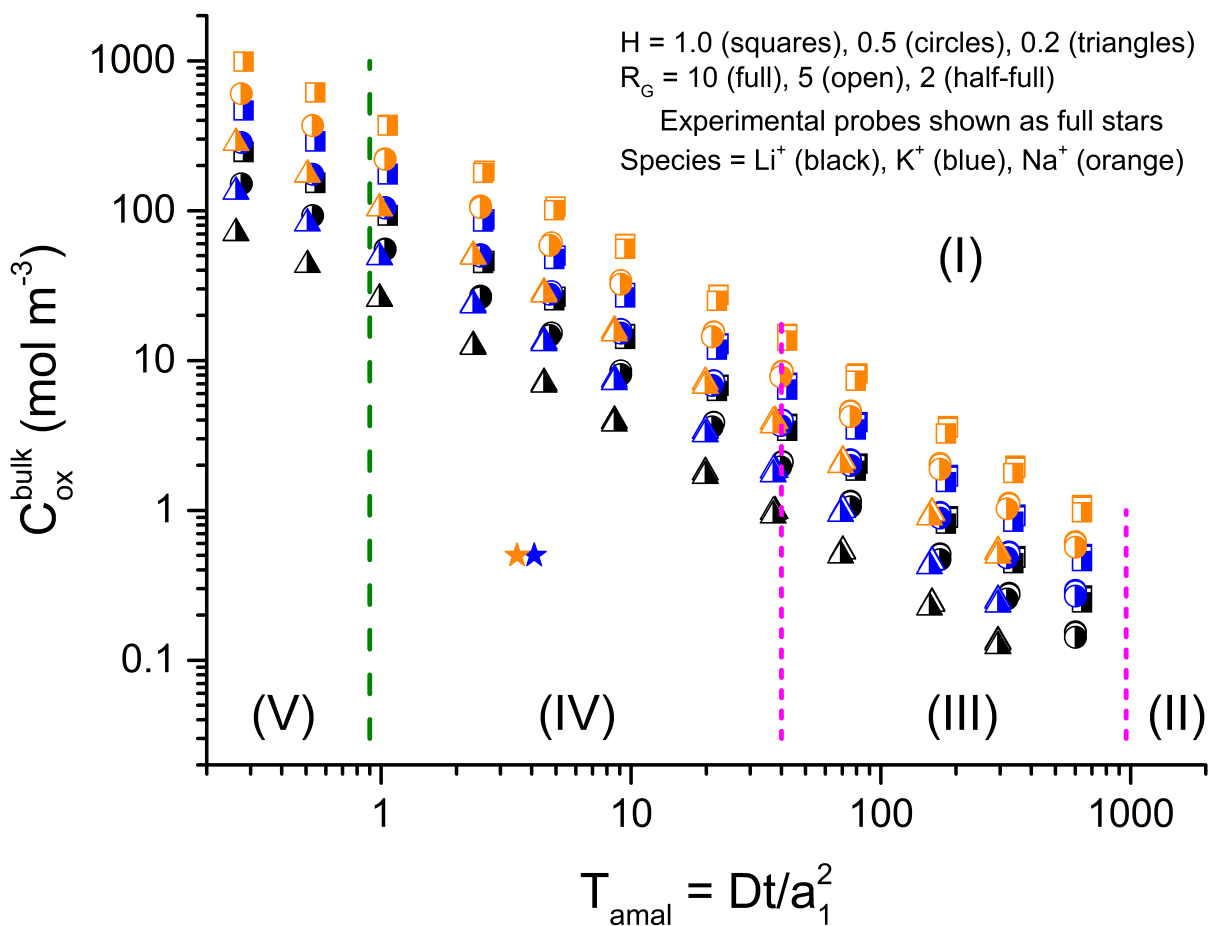 H = 1.0 (squares), 0.5 (circles), 0.2 (triangles)
R_G = 10 (full), 5 (open), 2 (half-full)
Experimental probes shown as full stars
Species = Li⁺ (black), K⁺ (blue), Na⁺ (orange)
1000
100
10
1
0.1
C_ox^bulk (mol m⁻³)
(I)
(V)
(IV)
(III)
(II)
1
10
100
1000
T_amal = Dt/a₁²